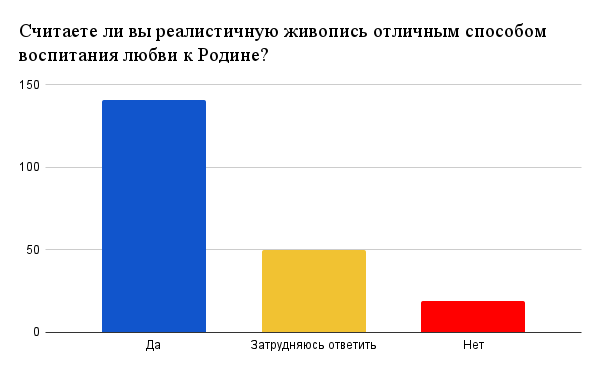 Считаете ли вы реалистичную живопись отличным способом
воспитания любви к Родине?
150
100
50
0
Да
Затрудняюсь ответить
Нет